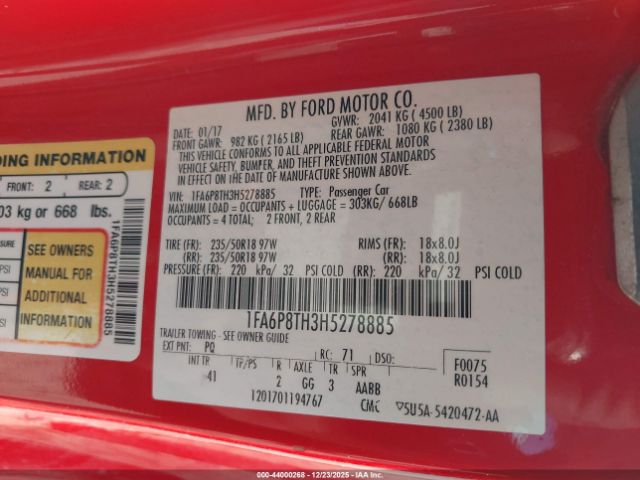 DING INFORMATION
FRONT: 2 REAR: 2
03 kg or 668 lbs.
SEE OWNERS
MANUAL FOR
ADDITIONAL
INFORMATION
PSI
PSI
PSI
1FA6P8TH3H5278885
MFD. BY FORD MOTOR CO.
DATE: 01/17 GVWR: 2041 KG ( 4500 LB)
FRONT GAWR: 982 KG ( 2165 LB) REAR GAWR: 1080 KG ( 2380 LB)
THIS VEHICLE CONFORMS TO ALL APPLICABLE FEDERAL MOTOR
VEHICLE SAFETY, BUMPER, AND THEFT PREVENTION STANDARDS
IN EFFECT ON THE DATE OF MANUFACTURE SHOWN ABOVE.
VIN: 1FA6P8TH3H5278885 TYPE: Passenger Car
MAXIMUM LOAD = OCCUPANTS + LUGGAGE = 303KG/ 668LB
OCCUPANTS = 4 TOTAL; 2 FRONT, 2 REAR
TIRE (FR): 235/50R18 97W RIMS (FR): 18x8.0J
(RR): 235/50R18 97W (RR): 18x8.0J
PRESSURE (FR): 220 kPa/ 32 PSI COLD (RR): 220 kPa/ 32 PSI COLD
1FA6P8TH3H5278885
TRAILER TOWING - SEE OWNER GUIDE
EXT PNT: PQ RC: 71 DSO:
INT TR TP/PS R AXLE TR SPR
41 2 GG 3 AABB
F0075
R0154
1201701194767 CMC 5U5A-5420472-AA
000-44000268 - 12/23/2025 - IAAI.COM